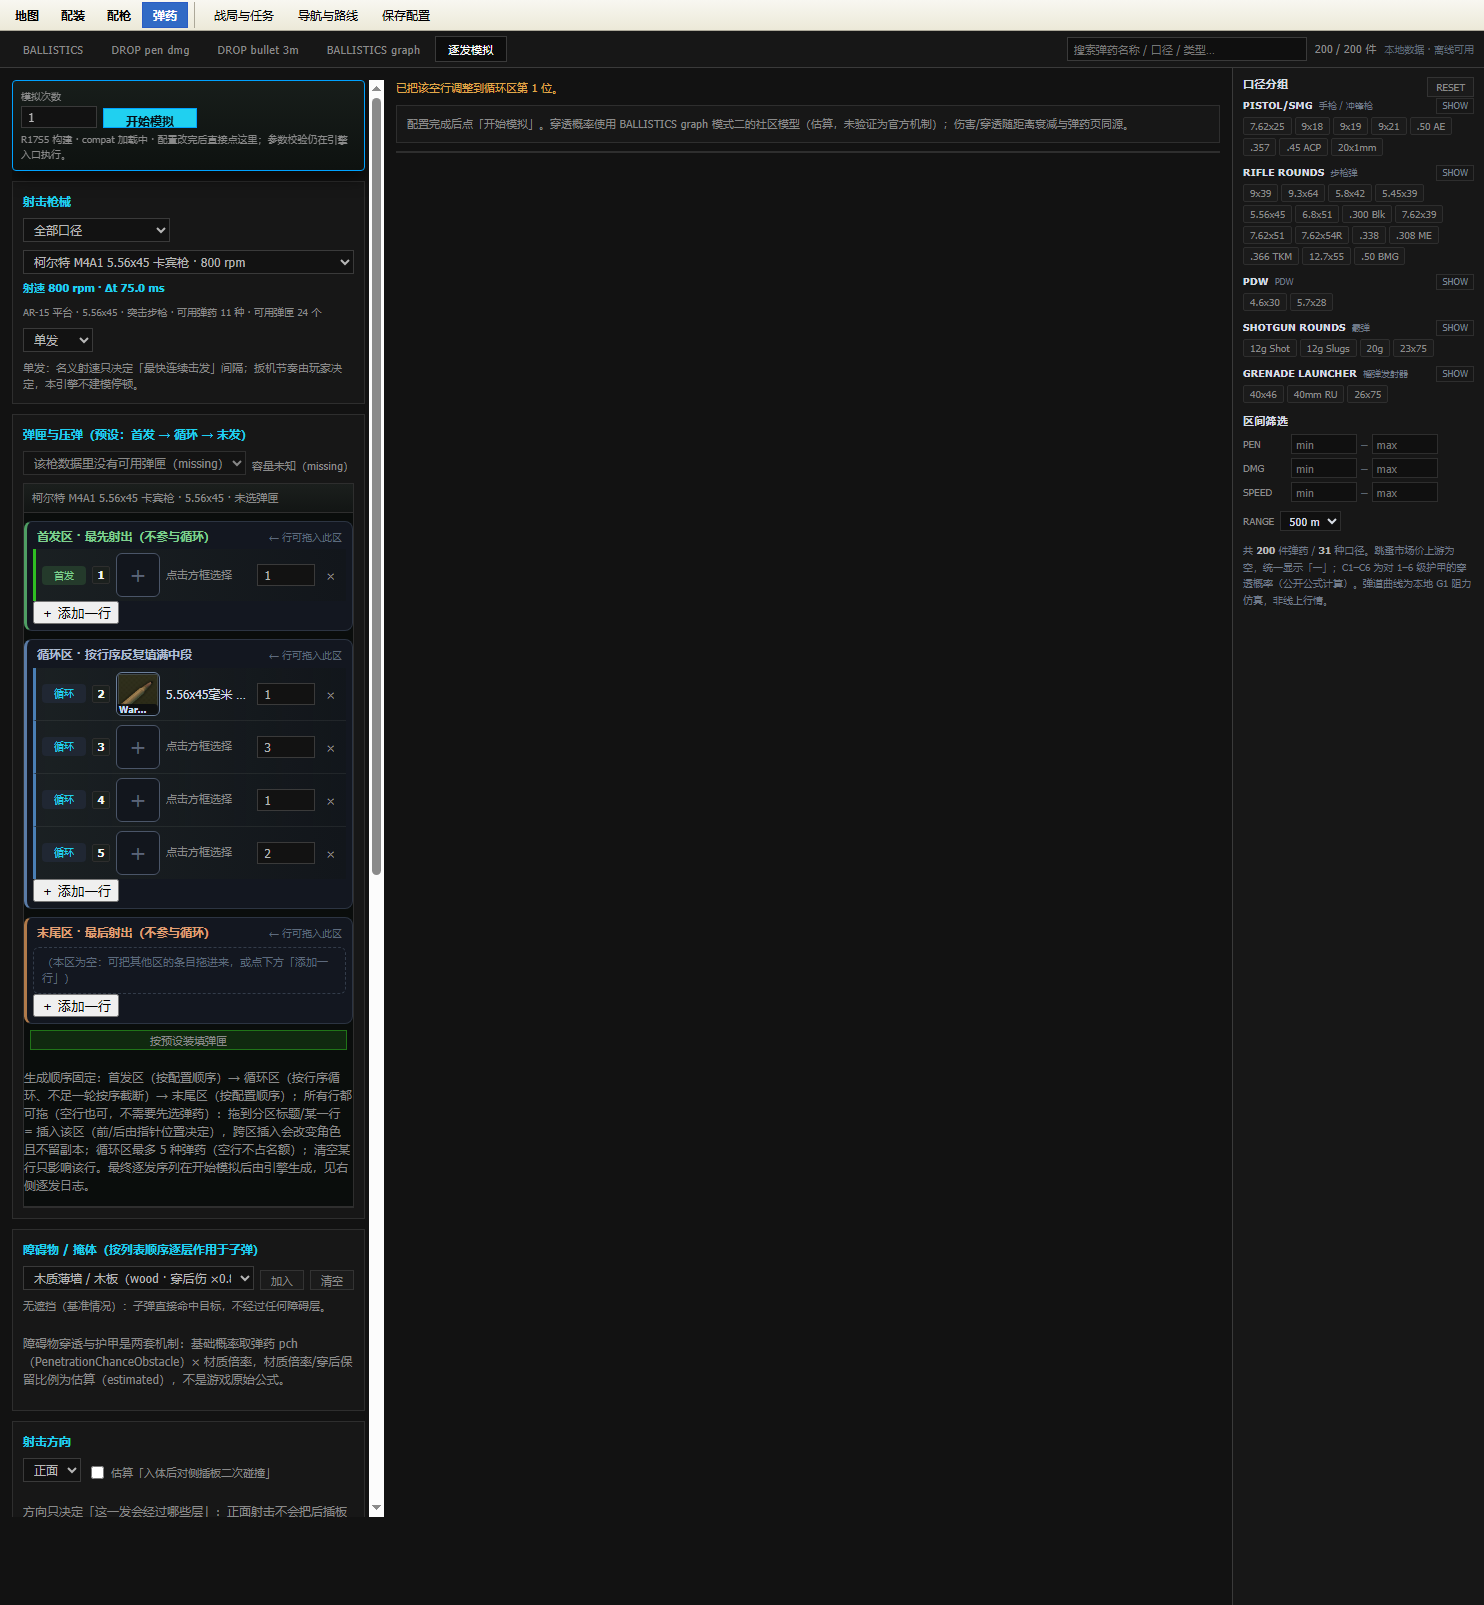 地图 配装 配枪 弹药 战局与任务 导航与路线 保存配置
BALLISTICS DROP pen dmg DROP bullet 3m BALLISTICS graph 逐发模拟 搜索弹药名称 / 口径 / 类型... 200 / 200 件 本地数据 · 离线可用
模拟次数
1 开始模拟
R17S5 构建 · compat 加载中 · 配置改完后直接点这里；参数校验仍在引擎
入口执行。
射击枪械
全部口径
柯尔特 M4A1 5.56x45 卡宾枪 · 800 rpm
射速 800 rpm · Δt 75.0 ms
AR-15 平台 · 5.56x45 · 突击步枪 · 可用弹药 11 种 · 可用弹匣 24 个
单发
单发：名义射速只决定「最快连续击发」间隔；扳机节奏由玩家决
定，本引擎不建模停顿。
弹匣与压弹（预设：首发 → 循环 → 末发）
该枪数据里没有可用弹匣（missing） 容量未知（missing）
柯尔特 M4A1 5.56x45 卡宾枪 · 5.56x45 · 未选弹匣
首发区 · 最先射出（不参与循环） ← 行可拖入此区
首发 1 + 点击方框选择 1 ×
+ 添加一行
循环区 · 按行序反复填满中段 ← 行可拖入此区
循环 2 War... 5.56x45毫米 ... 1 ×
循环 3 + 点击方框选择 3 ×
循环 4 + 点击方框选择 1 ×
循环 5 + 点击方框选择 2 ×
+ 添加一行
末尾区 · 最后射出（不参与循环） ← 行可拖入此区
（本区为空：可把其他区的条目拖进来，或点下方「添加一
行」）
+ 添加一行
按预设装填弹匣
生成顺序固定：首发区（按配置顺序）→ 循环区（按行序循
环、不足一轮按序截断）→ 末尾区（按配置顺序）；所有行都
可拖（空行也可，不需要先选弹药）：拖到分区标题/某一行
= 插入该区（前/后由指针位置决定），跨区插入会改变角色
且不留副本；循环区最多 5 种弹药（空行不占名额）；清空某
行只影响该行。最终逐发序列在开始模拟后由引擎生成，见右
侧逐发日志。
障碍物 / 掩体（按列表顺序逐层作用于子弹）
木质薄墙 / 木板（wood · 穿后伤 ×0.8 加入 清空
无遮挡（基准情况）：子弹直接命中目标，不经过任何障碍层。
障碍物穿透与护甲是两套机制：基础概率取弹药 pch
（PenetrationChanceObstacle）× 材质倍率，材质倍率/穿后保
留比例为估算（estimated），不是游戏原始公式。
射击方向
正面 估算「入体后对侧插板二次碰撞」
方向只决定「这一发会经过哪些层」：正面射击不会把后插板
已把该空行调整到循环区第 1 位。
配置完成后点「开始模拟」。穿透概率使用 BALLISTICS graph 模式二的社区模型（估算，未验证为官方机制）；伤害/穿透随距离衰减与弹药页同源。
口径分组 RESET
PISTOL/SMG 手枪 / 冲锋枪 SHOW
7.62x25 9x18 9x19 9x21 .50 AE
.357 .45 ACP 20x1mm
RIFLE ROUNDS 步枪弹 SHOW
9x39 9.3x64 5.8x42 5.45x39
5.56x45 6.8x51 .300 Blk 7.62x39
7.62x51 7.62x54R .338 .308 ME
.366 TKM 12.7x55 .50 BMG
PDW PDW SHOW
4.6x30 5.7x28
SHOTGUN ROUNDS 霰弹 SHOW
12g Shot 12g Slugs 20g 23x75
GRENADE LAUNCHER 榴弹发射器 SHOW
40x46 40mm RU 26x75
区间筛选
PEN min — max
DMG min — max
SPEED min — max
RANGE 500 m
共 200 件弹药 / 31 种口径。跳蚤市场价上游为
空，统一显示「—」；C1–C6 为对 1–6 级护甲的穿
透概率（公开公式计算）。弹道曲线为本地 G1 阻力
仿真，非线上行情。